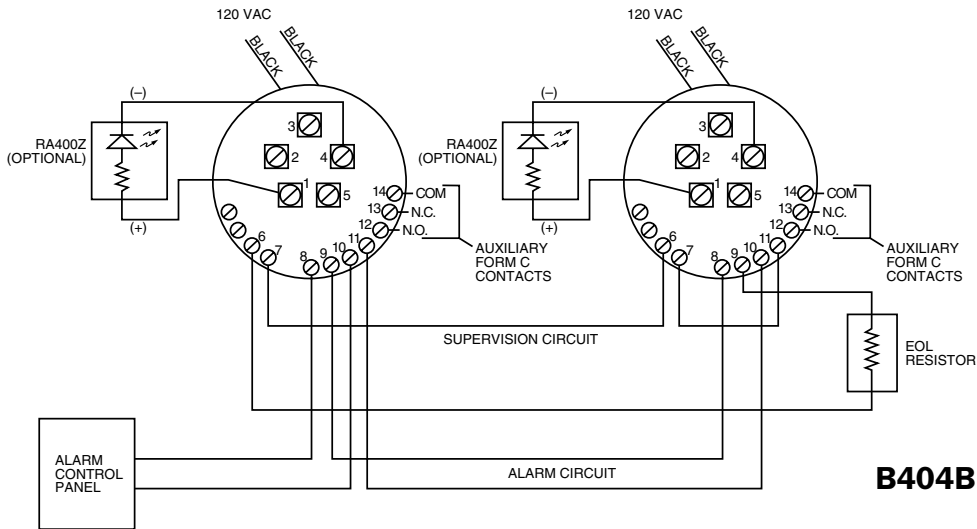 120 VAC
BLACK
BLACK
(–)
RA400Z
(OPTIONAL)
(+)
3
2
4
1
5
14
COM
13
N.C.
12
N.O.
11
10
9
8
7
6
AUXILIARY
FORM C
CONTACTS
120 VAC
BLACK
BLACK
(–)
RA400Z
(OPTIONAL)
(+)
3
2
4
1
5
14
COM
13
N.C.
12
N.O.
11
10
9
8
7
6
AUXILIARY
FORM C
CONTACTS
SUPERVISION CIRCUIT
EOL
RESISTOR
ALARM
CONTROL
PANEL
ALARM CIRCUIT
B404B